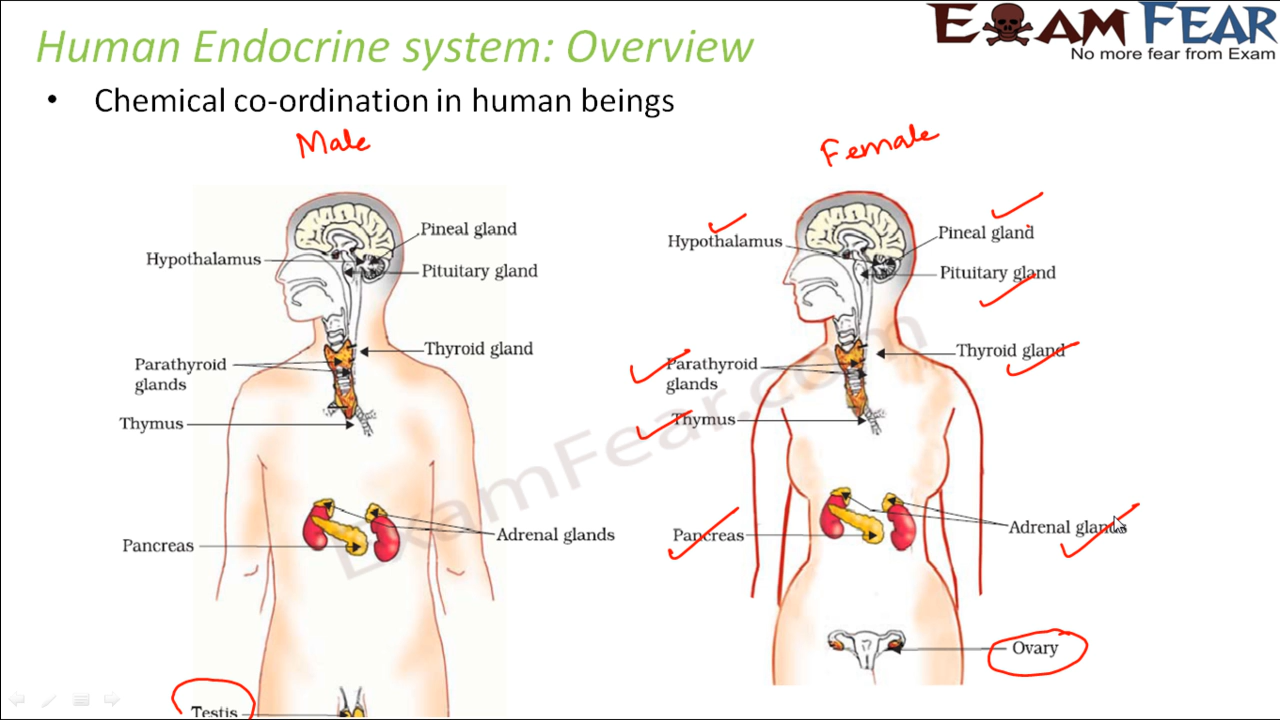 Human Endocrine system: Overview
EXAM FEAR
No more fear from Exam
• Chemical co-ordination in human beings
Male
Pineal gland
Hypothalamus
Pituitary gland
Thyroid gland
Parathyroid
glands
Thymus
Adrenal glands
Pancreas
Testis
Female
Pineal gland
Hypothalamus
Pituitary gland
Thyroid gland
Parathyroid
glands
Thymus
Adrenal glands
Pancreas
Ovary
ExamFear.com